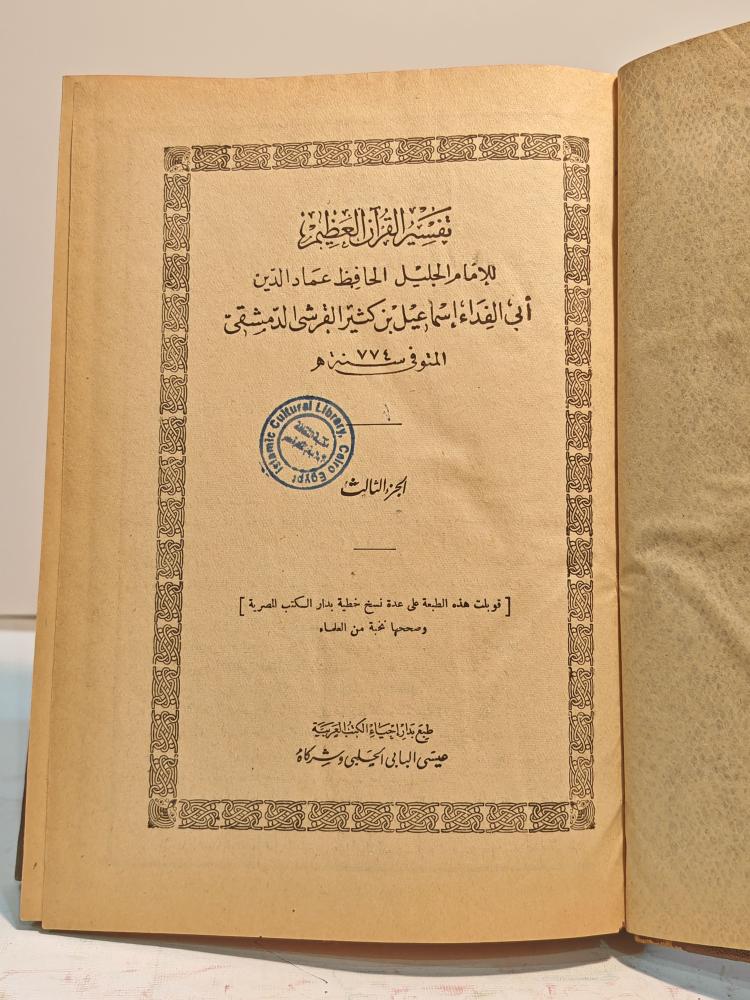 تفسير القرآن العظيم
للإمام الجليل الحافظ عماد الدين
أبي الفداء إسماعيل بن كثير القرشي الدمشقي
المتوفى سنة ٧٧٤ هـ
Islamic Cultural Library, Cairo Egypt
الجزء الثالث
[ قوبلت هذه الطبعة على عدة نسخ خطية بدار الكتب المصرية ]
وصححها نخبة من العلماء
طبع بدار إحياء الكتب العربية
عيسى البابي الحلبي وشركاه